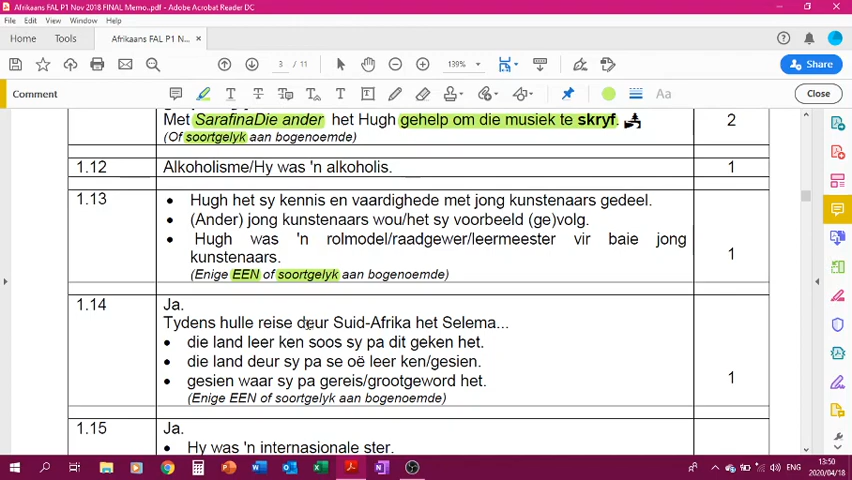 Afrikaans FAL P1 Nov 2018 FINAL Memo..pdf - Adobe Acrobat Reader DC
File Edit View Window Help
Home Tools Afrikaans FAL P1 N... × Share
3 / 11 139%
Comment Aa Close
Met SarafinaDie ander het Hugh gehelp om die musiek te skryf. 2
(Of soortgelyk aan bogenoemde)
1.12 Alkoholisme/Hy was 'n alkoholis. 1
1.13 • Hugh het sy kennis en vaardighede met jong kunstenaars gedeel.
• (Ander) jong kunstenaars wou/het sy voorbeeld (ge)volg.
• Hugh was 'n rolmodel/raadgewer/leermeester vir baie jong
kunstenaars. 1
(Enige EEN of soortgelyk aan bogenoemde)
1.14 Ja.
Tydens hulle reise deur Suid-Afrika het Selema...
• die land leer ken soos sy pa dit geken het.
• die land deur sy pa se oë leer ken/gesien.
• gesien waar sy pa gereis/grootgeword het. 1
(Enige EEN of soortgelyk aan bogenoemde)
1.15 Ja.
• Hy was 'n internasionale ster.
ENG 13:50
2020/04/18